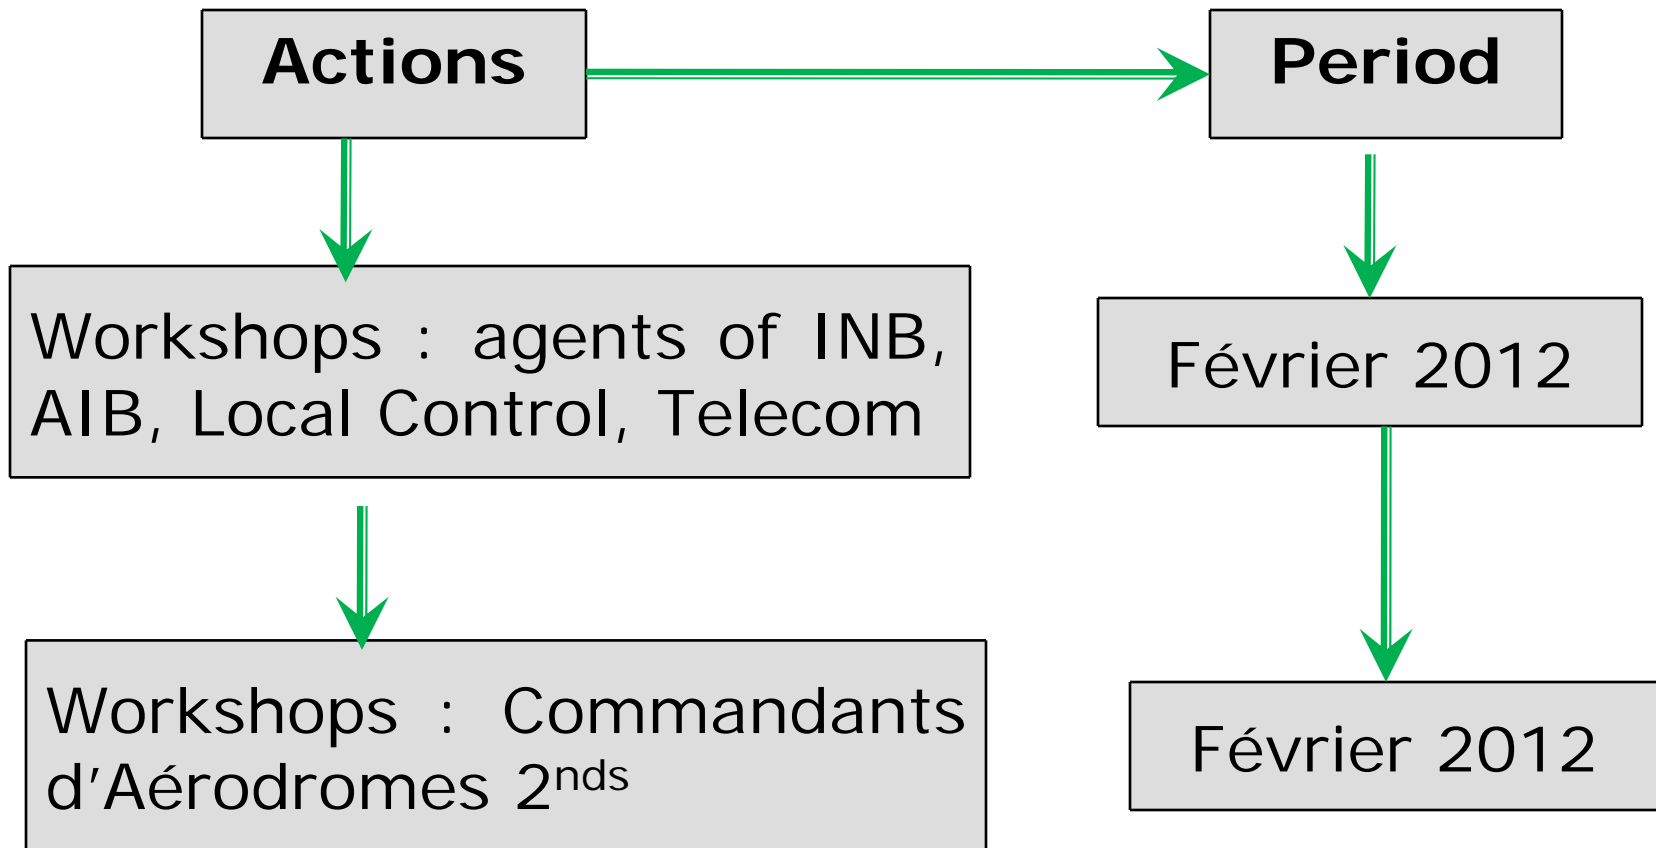 Actions
Period
Workshops : agents of INB,
AIB, Local Control, Telecom
Février 2012
Workshops : Commandants
d'Aérodromes 2nds
Février 2012